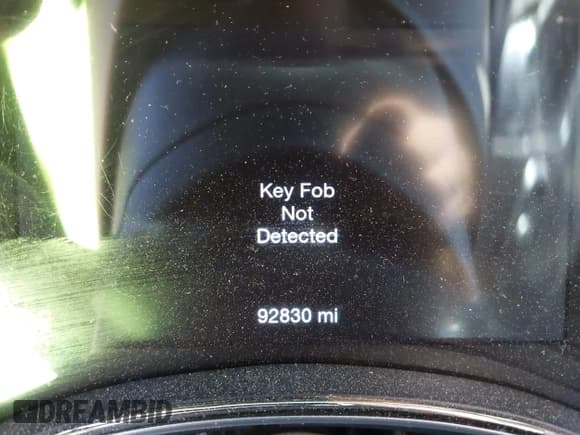 Key Fob
Not
Detected
92830 mi
DREAMBID